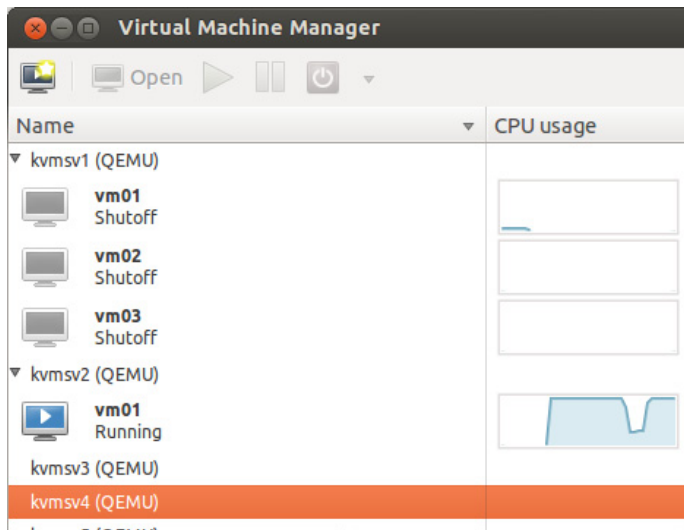 Virtual Machine Manager
Open
Name CPU usage
kvmsv1 (QEMU)
vm01
Shutoff
vm02
Shutoff
vm03
Shutoff
kvmsv2 (QEMU)
vm01
Running
kvmsv3 (QEMU)
kvmsv4 (QEMU)